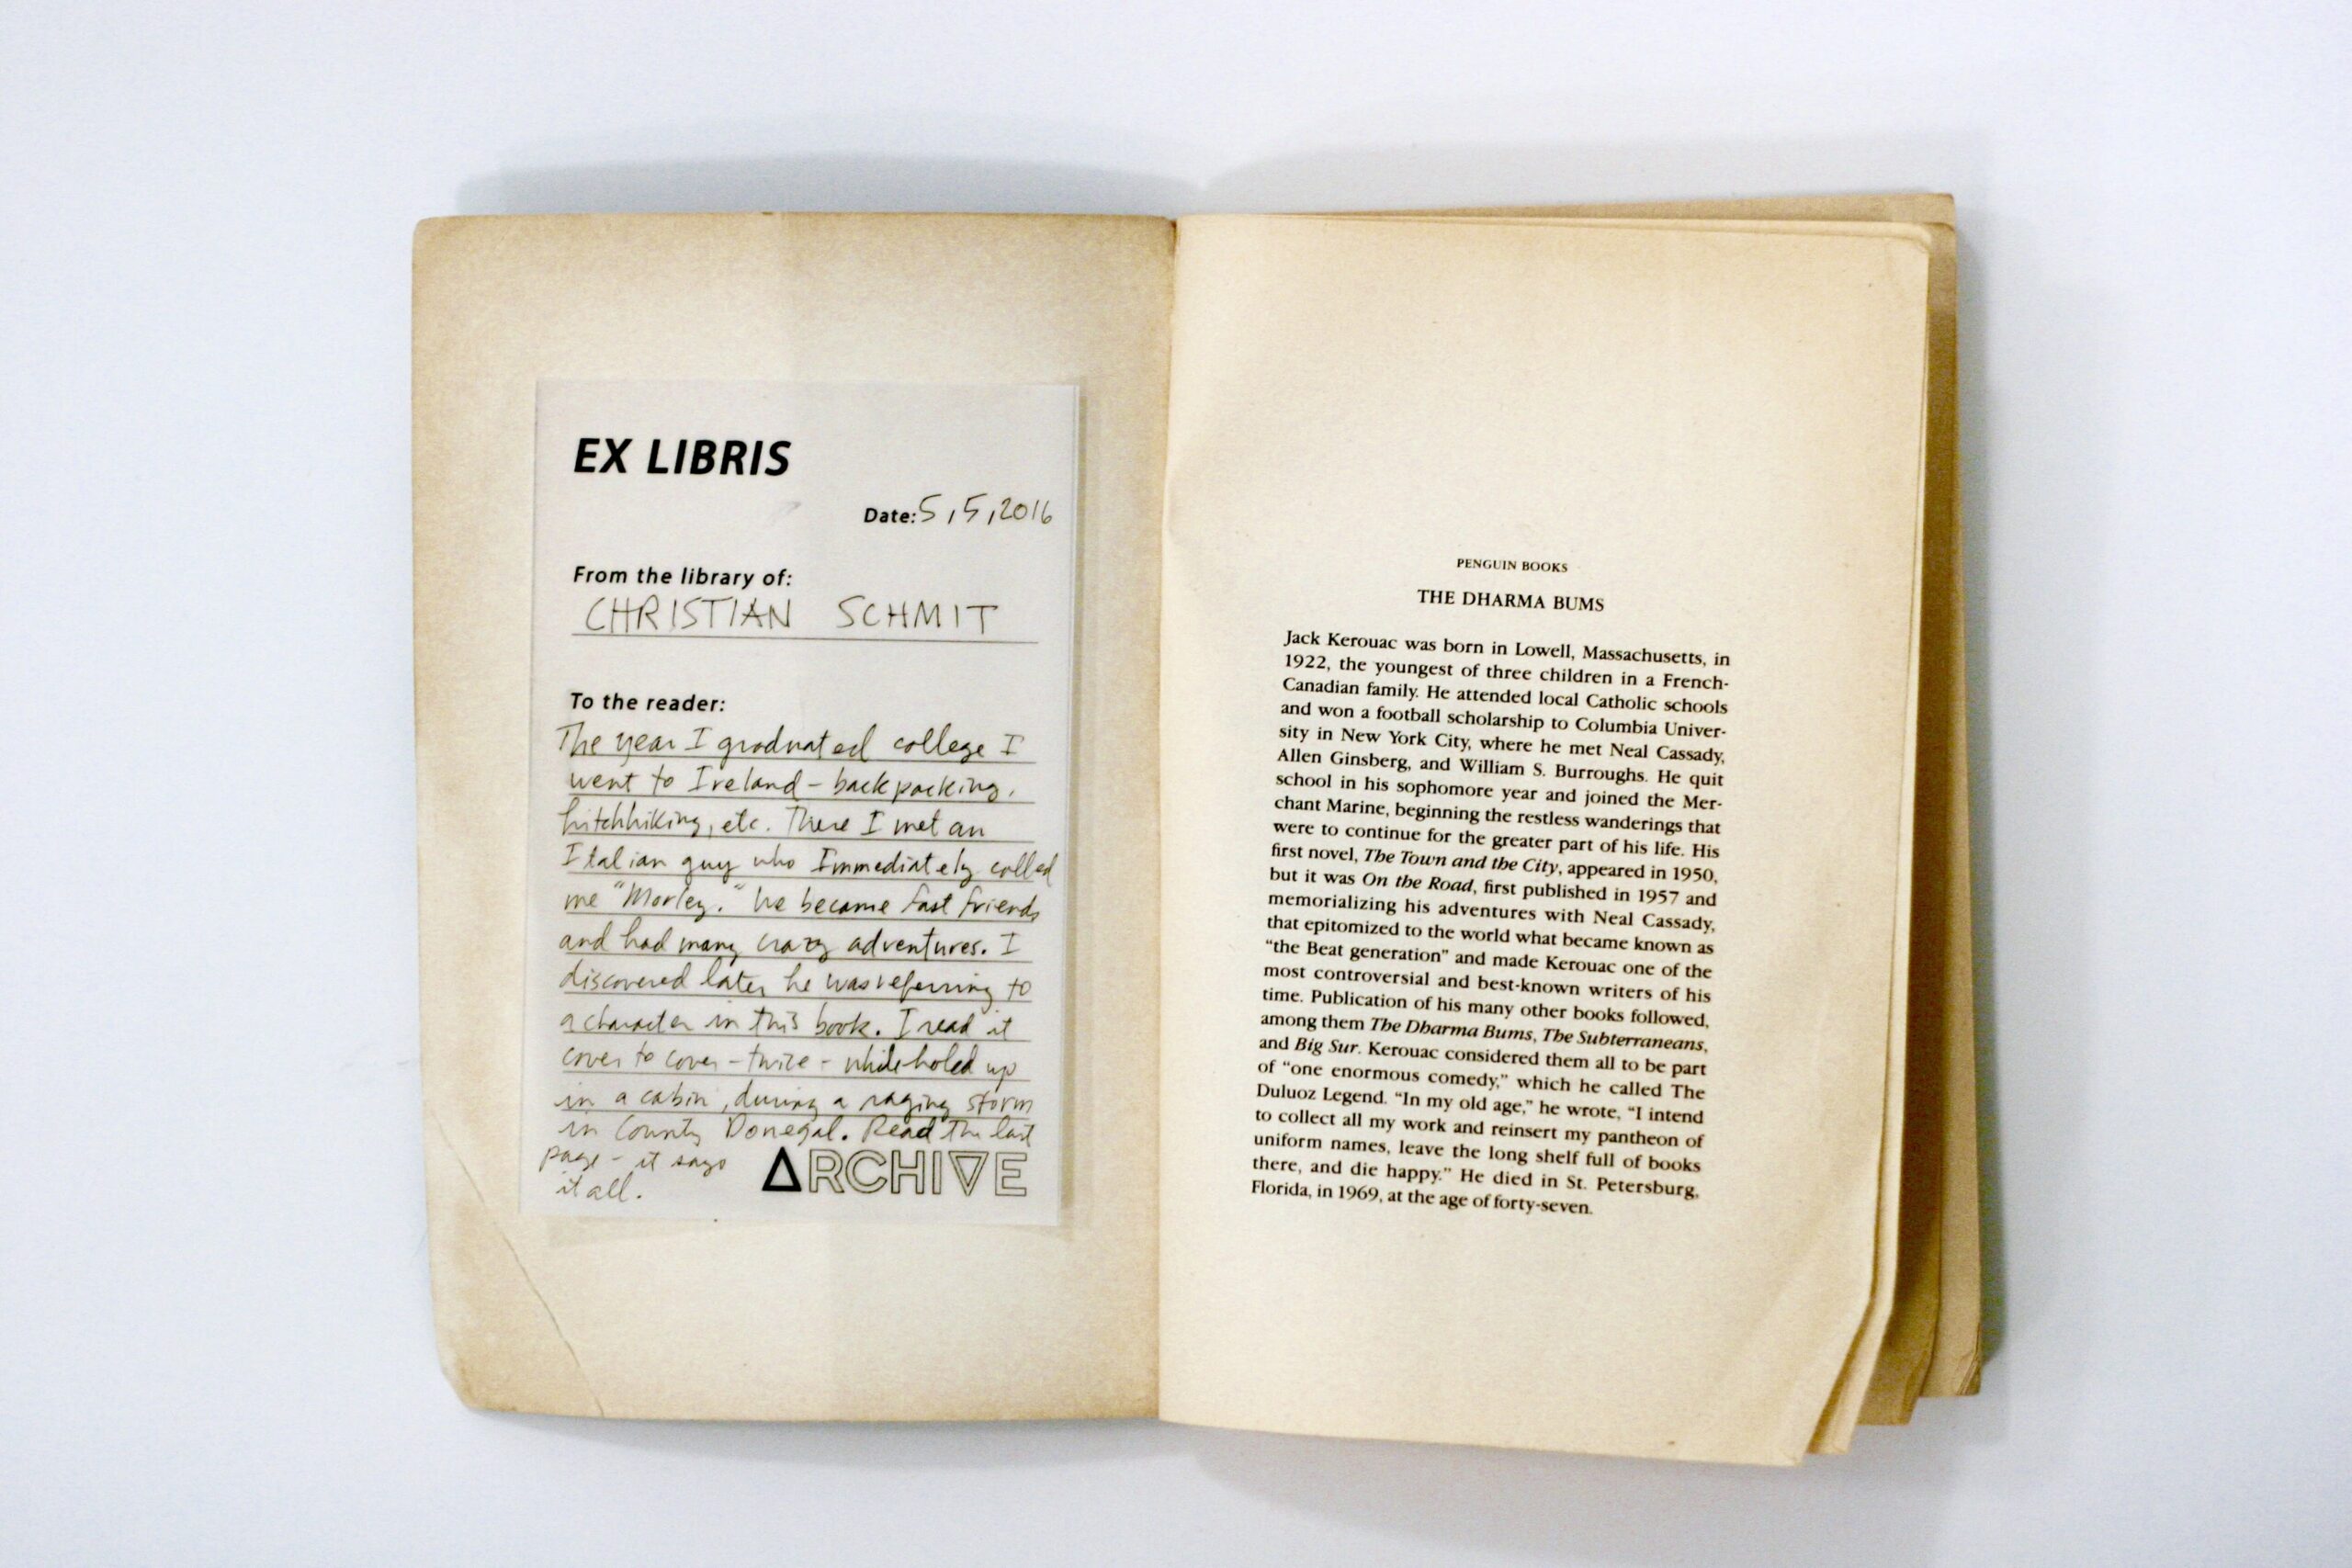 EX LIBRIS
Date: 5,5,2016
From the library of:
CHRISTIAN SCHMIT
To the reader:
The year I graduated college I
went to Ireland - backpacking,
hitchhiking, etc. There I met an
Italian guy who Immediately called
me "Morley." We became fast friends
and had many crazy adventures. I
discovered later he was referring to
a character in this book. I read it
cover to cover - twice - while holed up
in a cabin, during a raging storm
in County Donegal. Read the last
page - it says
it all.
ARCHIVE
PENGUIN BOOKS
THE DHARMA BUMS
Jack Kerouac was born in Lowell, Massachusetts, in
1922, the youngest of three children in a French-
Canadian family. He attended local Catholic schools
and won a football scholarship to Columbia Univer-
sity in New York City, where he met Neal Cassady,
Allen Ginsberg, and William S. Burroughs. He quit
school in his sophomore year and joined the Mer-
chant Marine, beginning the restless wanderings that
were to continue for the greater part of his life. His
first novel, The Town and the City, appeared in 1950,
but it was On the Road, first published in 1957 and
memorializing his adventures with Neal Cassady,
that epitomized to the world what became known as
"the Beat generation" and made Kerouac one of the
most controversial and best-known writers of his
time. Publication of his many other books followed,
among them The Dharma Bums, The Subterraneans,
and Big Sur. Kerouac considered them all to be part
of "one enormous comedy," which he called The
Duluoz Legend. "In my old age," he wrote, "I intend
to collect all my work and reinsert my pantheon of
uniform names, leave the long shelf full of books
there, and die happy." He died in St. Petersburg,
Florida, in 1969, at the age of forty-seven.